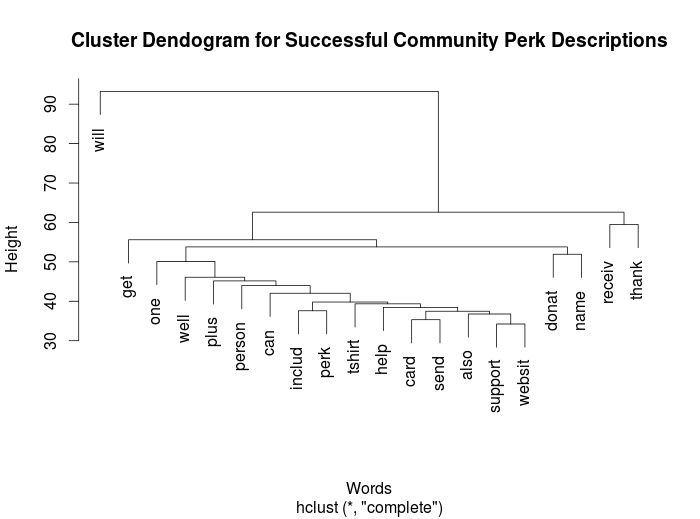 Cluster Dendogram for Successful Community Perk Descriptions
Height
90
80
70
60
50
40
30
will
get
one
well
plus
person
can
includ
perk
tshirt
help
card
send
also
support
websit
donat
name
receiv
thank
Words
hclust (*, "complete")